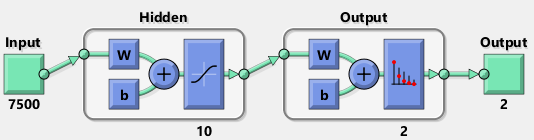 Hidden Output
Input Output
W W
+ +
b b
7500 2
10 2